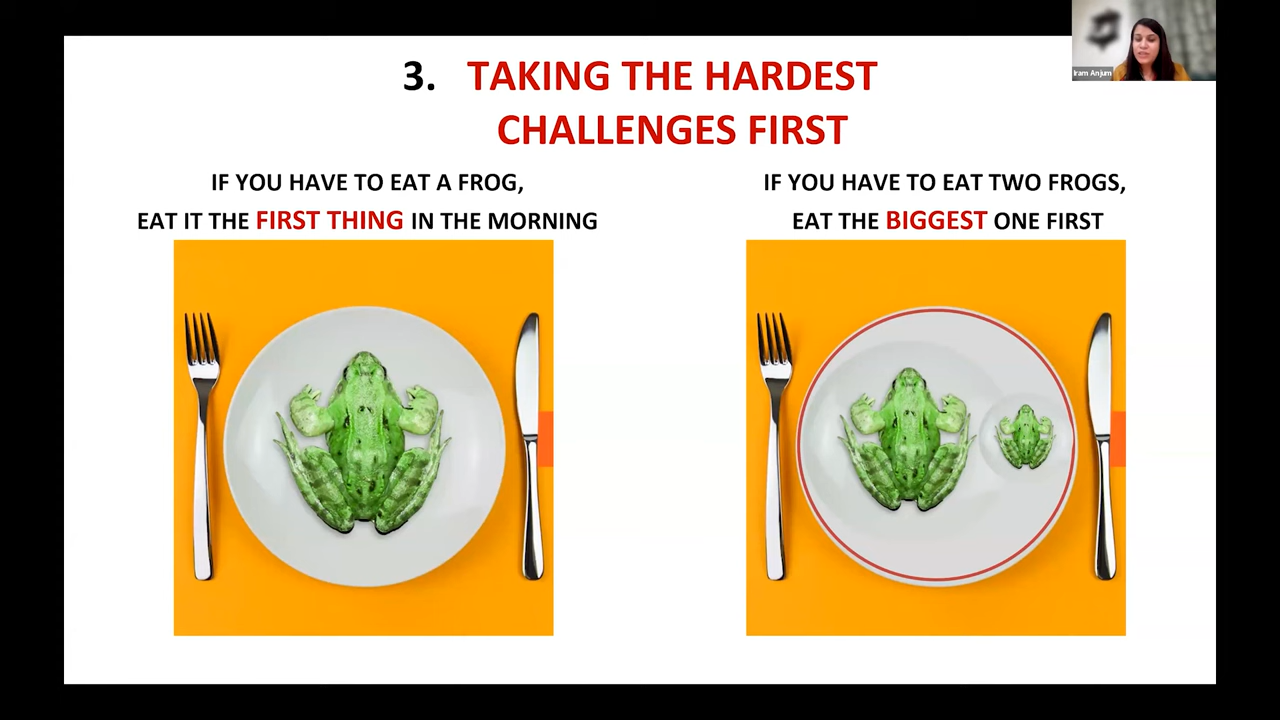 3. TAKING THE HARDEST
CHALLENGES FIRST
IF YOU HAVE TO EAT A FROG,
EAT IT THE FIRST THING IN THE MORNING
IF YOU HAVE TO EAT TWO FROGS,
EAT THE BIGGEST ONE FIRST
Iram Anjum